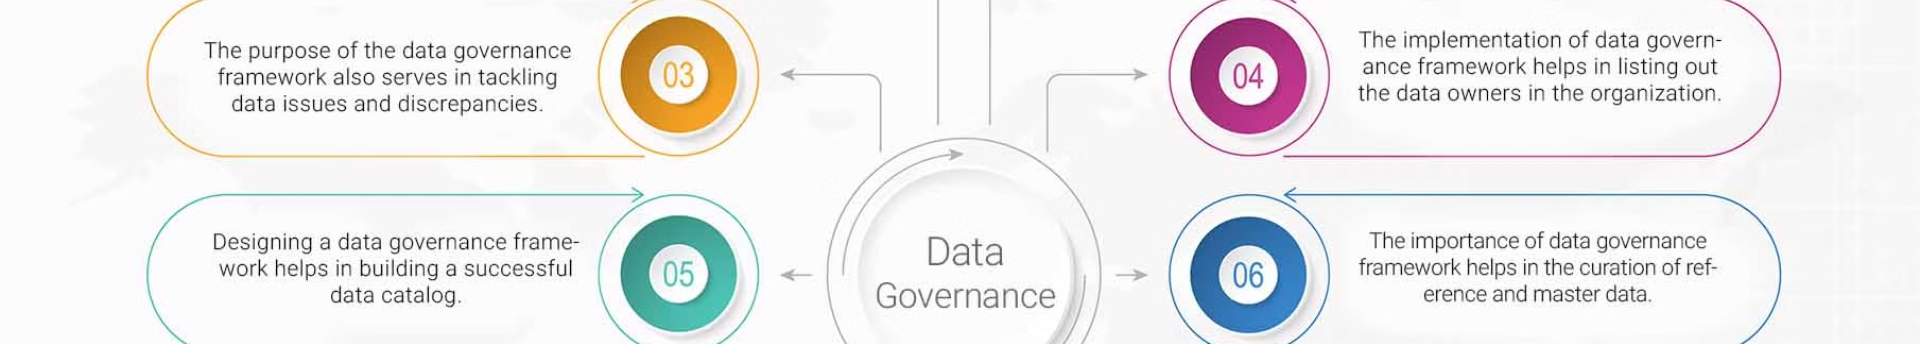 The purpose of the data governance
framework also serves in tackling
data issues and discrepancies.
03
04
The implementation of data govern-
ance framework helps in listing out
the data owners in the organization.
Designing a data governance frame-
work helps in building a successful
data catalog.
05
Data
Governance
06
The importance of data governance
framework helps in the curation of ref-
erence and master data.